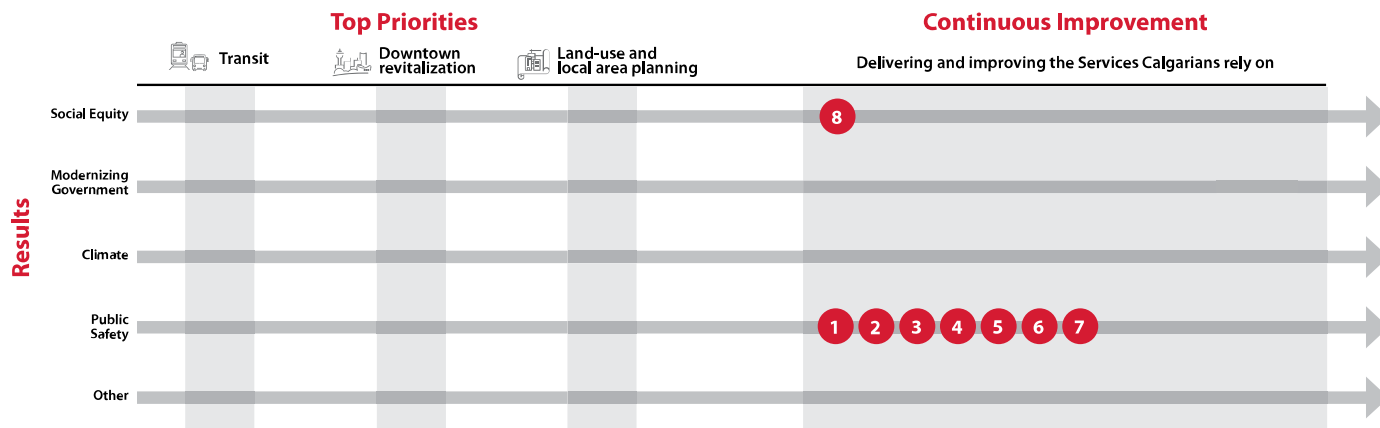 Top Priorities
Continuous Improvement
Transit
Downtown
revitalization
Land-use and
local area planning
Delivering and improving the Services Calgarians rely on
Results
Social Equity
8
Modernizing
Government
Climate
Public
Safety
1 2 3 4 5 6 7
Other